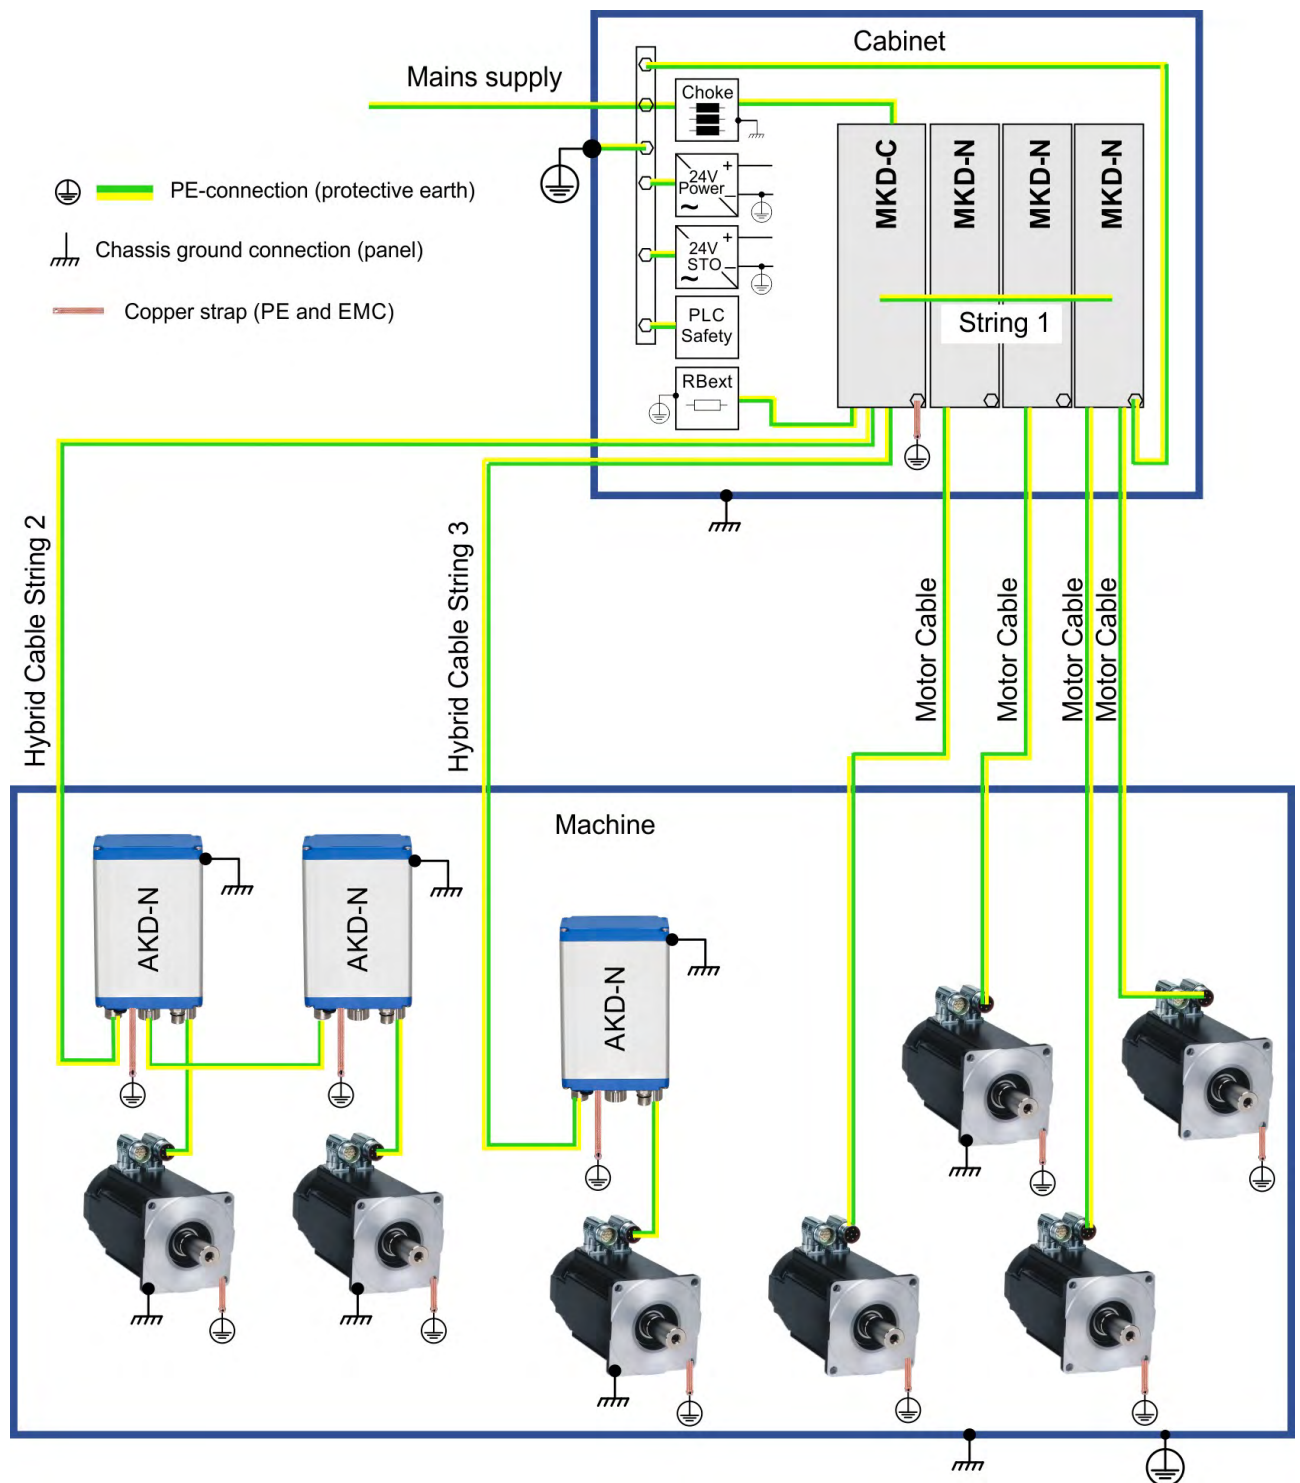 Cabinet
Mains supply
Choke
24V
Power
+
−
~
24V
STO
+
−
~
PLC
Safety
RBext
MKD-C
MKD-N
MKD-N
MKD-N
String 1
PE-connection (protective earth)
Chassis ground connection (panel)
Copper strap (PE and EMC)
Hybrid Cable String 2
Hybrid Cable String 3
Motor Cable
Motor Cable
Motor Cable
Motor Cable
Machine
AKD-N
AKD-N
AKD-N